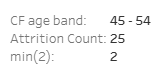 CF age band: 45 - 54
Attrition Count: 25
min(2): 2